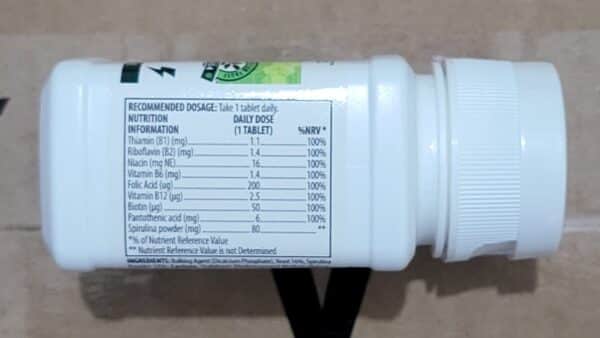 RECOMMENDED DOSAGE: Take 1 tablet daily.
NUTRITION DAILY DOSE
INFORMATION (1 TABLET) %NRV *
Thiamin (B1) (mg) 1.1 100%
Riboflavin (B2) (mg) 1.4 100%
Niacin (mg NE) 16 100%
Vitamin B6 (mg) 1.4 100%
Folic Acid (ug) 200 100%
Vitamin B12 (µg) 2.5 100%
Biotin (µg) 50 100%
Pantothenic acid (mg) 6 100%
Spirulina powder (mg) 80 **
*% of Nutrient Reference Value
** Nutrient Reference Value is not Determined
INGREDIENTS: Bulking Agent (Dicalcium Phosphate), Yeast 16%, Spirulina